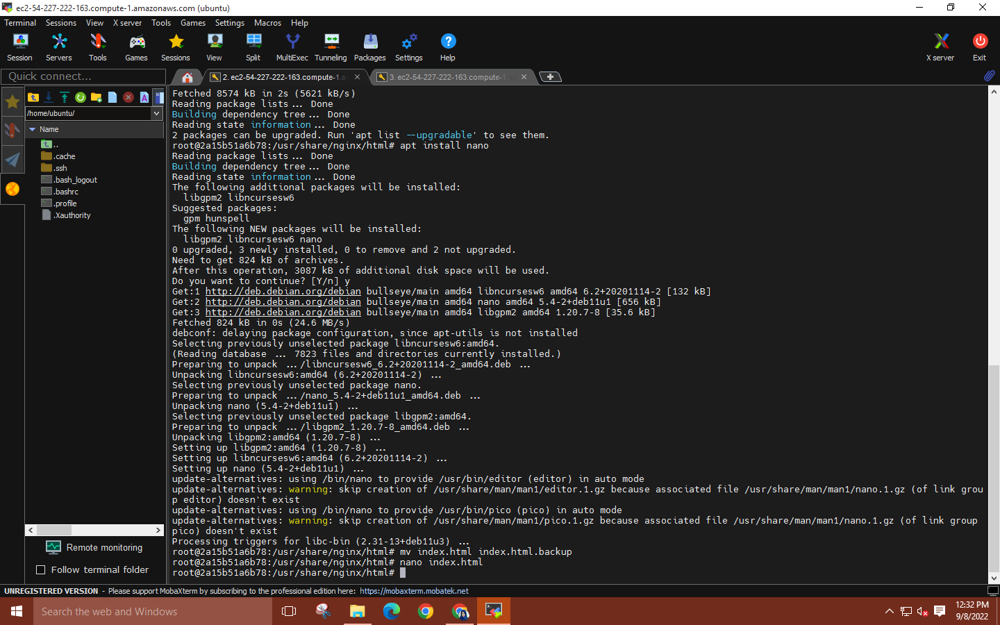 ec2-54-227-222-163.compute-1.amazonaws.com (ubuntu)
Terminal Sessions View X server Tools Games Settings Macros Help
Session Servers Tools Games Sessions View Split MultiExec Tunneling Packages Settings Help X server Exit
Quick connect...
2. ec2-54-227-222-163.compute-1.a
3. ec2-54-227-222-163.compute-1
/home/ubuntu/
Name
..
.cache
.ssh
.bash_logout
.bashrc
.profile
.Xauthority
Remote monitoring
Follow terminal folder
Fetched 8574 kB in 2s (5621 kB/s)
Reading package lists... Done
Building dependency tree... Done
Reading state information... Done
2 packages can be upgraded. Run 'apt list --upgradable' to see them.
root@2a15b51a6b78:/usr/share/nginx/html# apt install nano
Reading package lists... Done
Building dependency tree... Done
Reading state information... Done
The following additional packages will be installed:
libgpm2 libncursesw6
Suggested packages:
gpm hunspell
The following NEW packages will be installed:
libgpm2 libncursesw6 nano
0 upgraded, 3 newly installed, 0 to remove and 2 not upgraded.
Need to get 824 kB of archives.
After this operation, 3087 kB of additional disk space will be used.
Do you want to continue? [Y/n] y
Get:1 http://deb.debian.org/debian bullseye/main amd64 libncursesw6 amd64 6.2+20201114-2 [132 kB]
Get:2 http://deb.debian.org/debian bullseye/main amd64 nano amd64 5.4-2+deb11u1 [656 kB]
Get:3 http://deb.debian.org/debian bullseye/main amd64 libgpm2 amd64 1.20.7-8 [35.6 kB]
Fetched 824 kB in 0s (24.6 MB/s)
debconf: delaying package configuration, since apt-utils is not installed
Selecting previously unselected package libncursesw6:amd64.
(Reading database ... 7823 files and directories currently installed.)
Preparing to unpack .../libncursesw6_6.2+20201114-2_amd64.deb ...
Unpacking libncursesw6:amd64 (6.2+20201114-2) ...
Selecting previously unselected package nano.
Preparing to unpack .../nano_5.4-2+deb11u1_amd64.deb ...
Unpacking nano (5.4-2+deb11u1) ...
Selecting previously unselected package libgpm2:amd64.
Preparing to unpack .../libgpm2_1.20.7-8_amd64.deb ...
Unpacking libgpm2:amd64 (1.20.7-8) ...
Setting up libgpm2:amd64 (1.20.7-8) ...
Setting up libncursesw6:amd64 (6.2+20201114-2) ...
Setting up nano (5.4-2+deb11u1) ...
update-alternatives: using /bin/nano to provide /usr/bin/editor (editor) in auto mode
update-alternatives: warning: skip creation of /usr/share/man/man1/editor.1.gz because associated file /usr/share/man/man1/nano.1.gz (of link grou
p editor) doesn't exist
update-alternatives: using /bin/nano to provide /usr/bin/pico (pico) in auto mode
update-alternatives: warning: skip creation of /usr/share/man/man1/pico.1.gz because associated file /usr/share/man/man1/nano.1.gz (of link group
pico) doesn't exist
Processing triggers for libc-bin (2.31-13+deb11u3) ...
root@2a15b51a6b78:/usr/share/nginx/html# mv index.html index.html.backup
root@2a15b51a6b78:/usr/share/nginx/html# nano index.html
root@2a15b51a6b78:/usr/share/nginx/html#
UNREGISTERED VERSION - Please support MobaXterm by subscribing to the professional edition here: https://mobaxterm.mobatek.net
Search the web and Windows
12:32 PM
9/8/2022